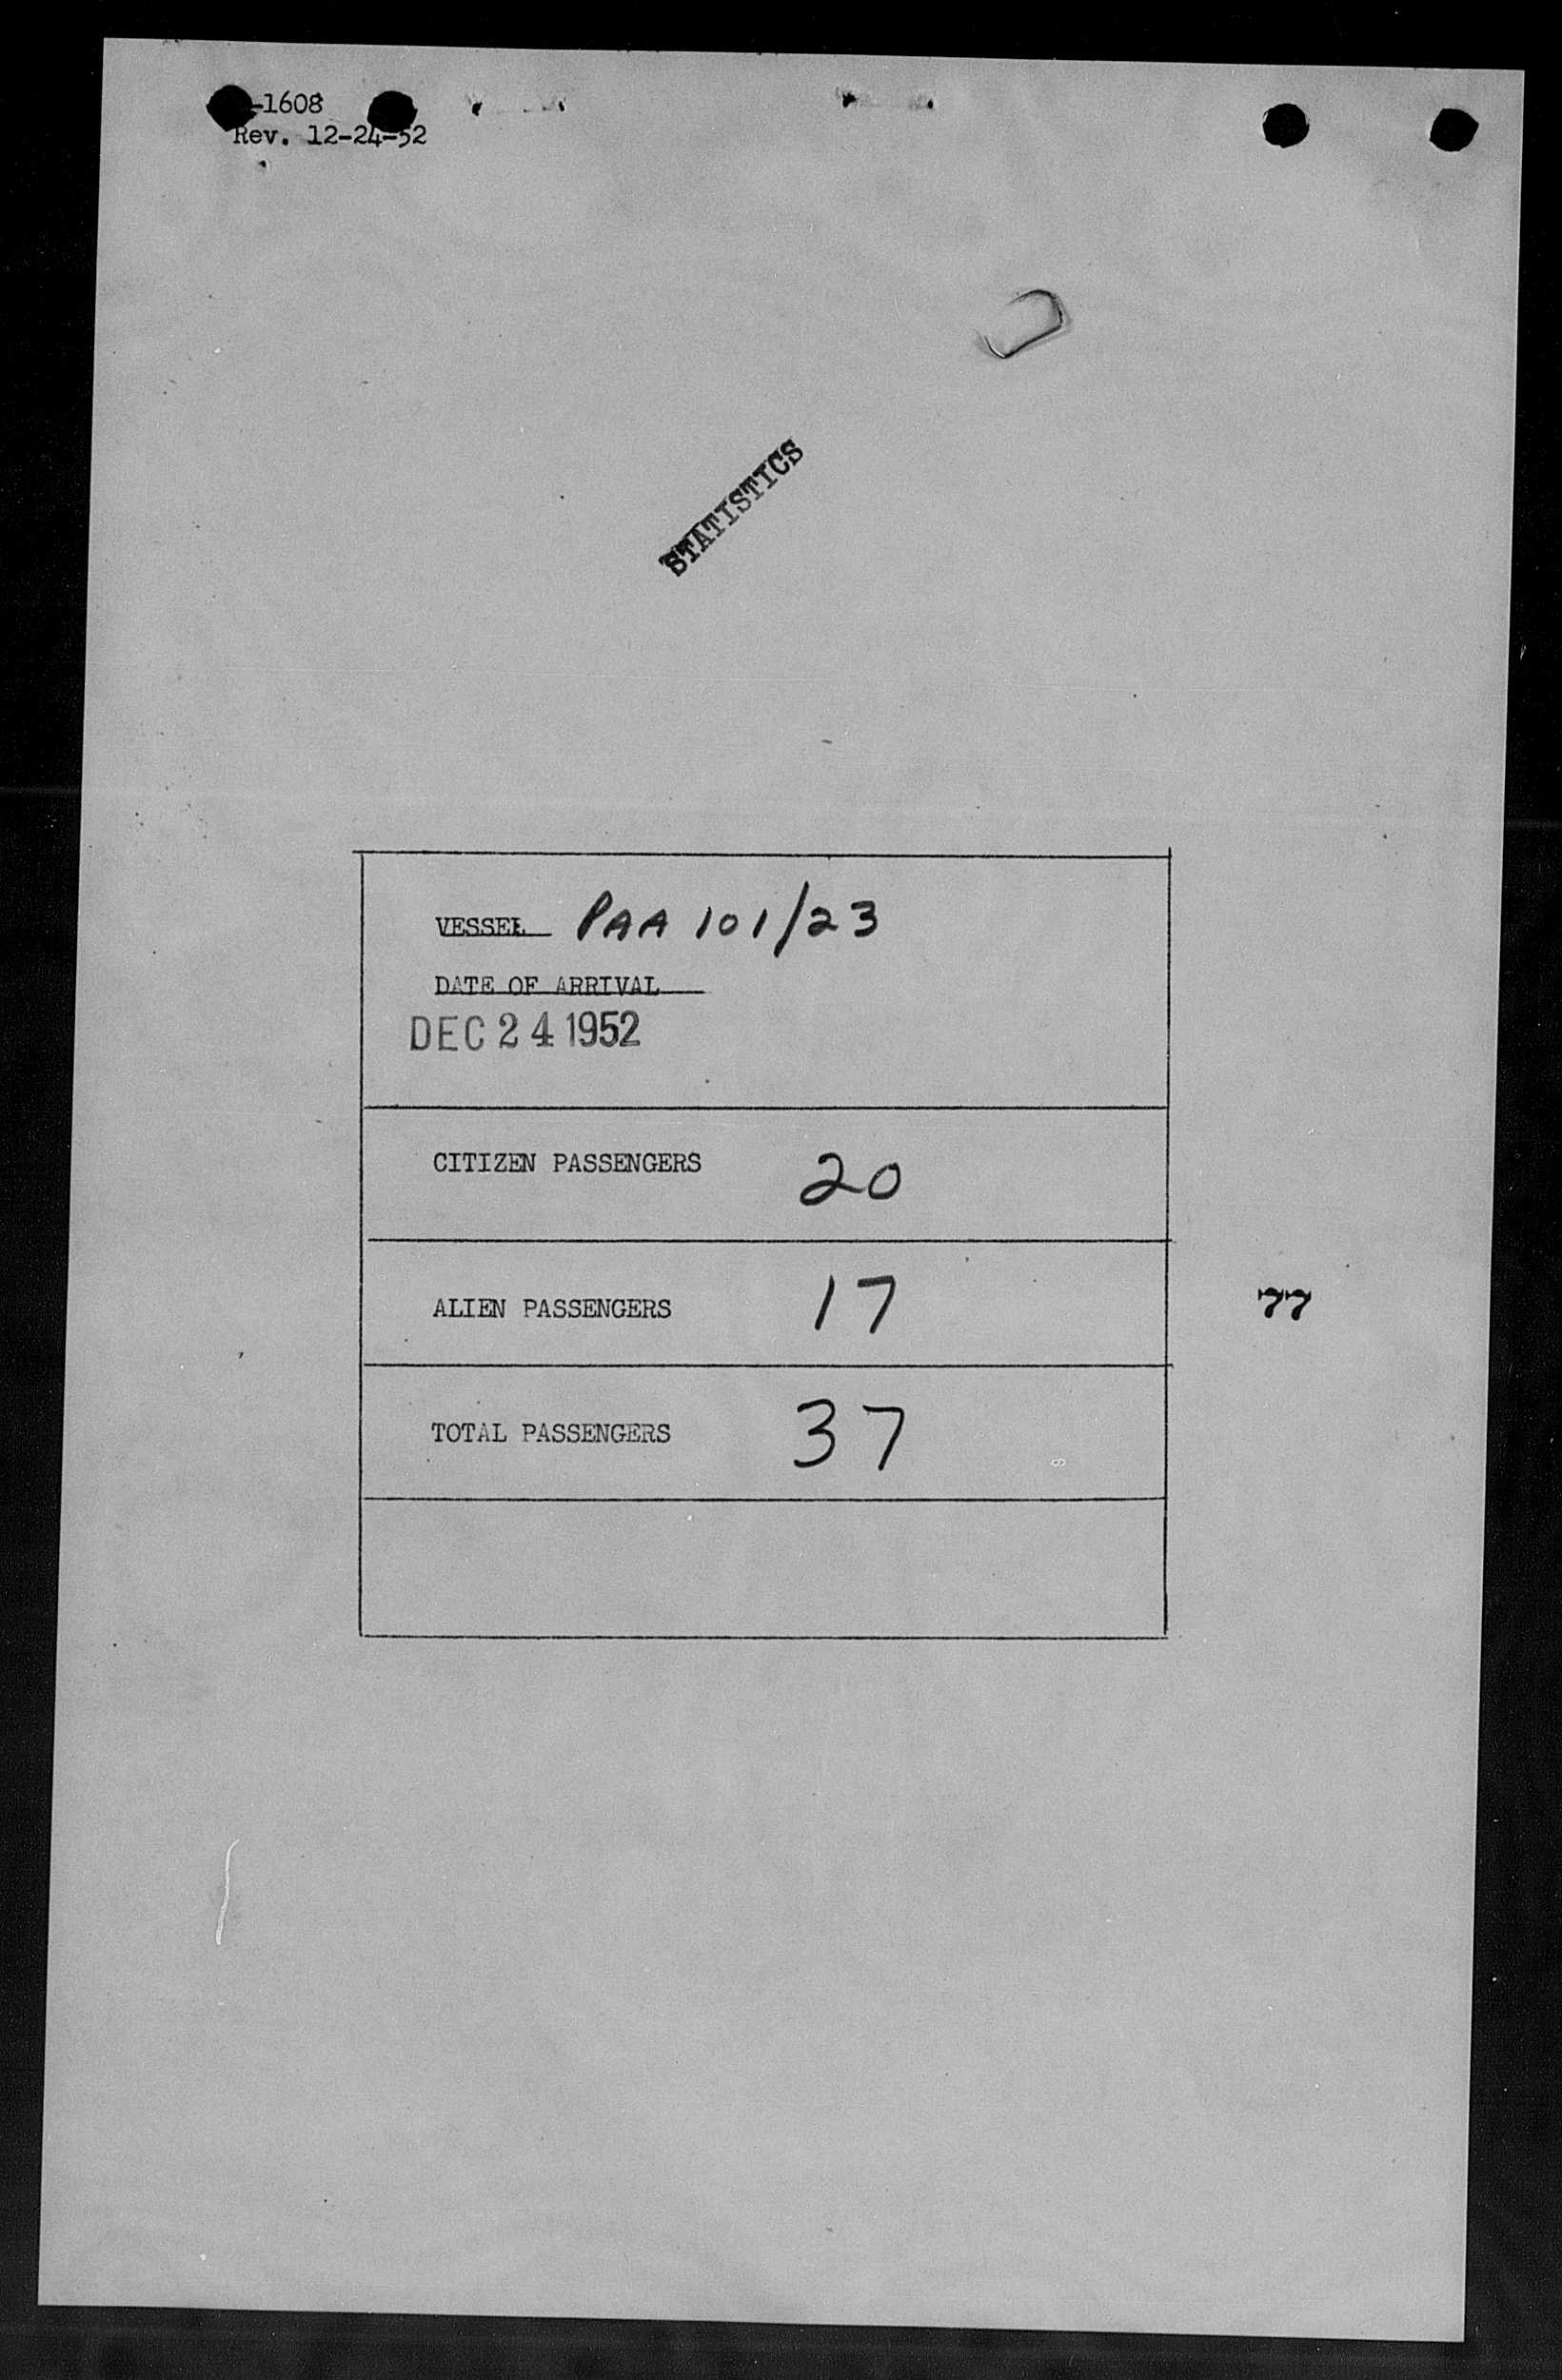 -1608
Rev. 12-24-52
STATISTICS
VESSEL PAA 101/23
DATE OF ARRIVAL
DEC 24 1952
CITIZEN PASSENGERS 20
ALIEN PASSENGERS 17
77
TOTAL PASSENGERS 37